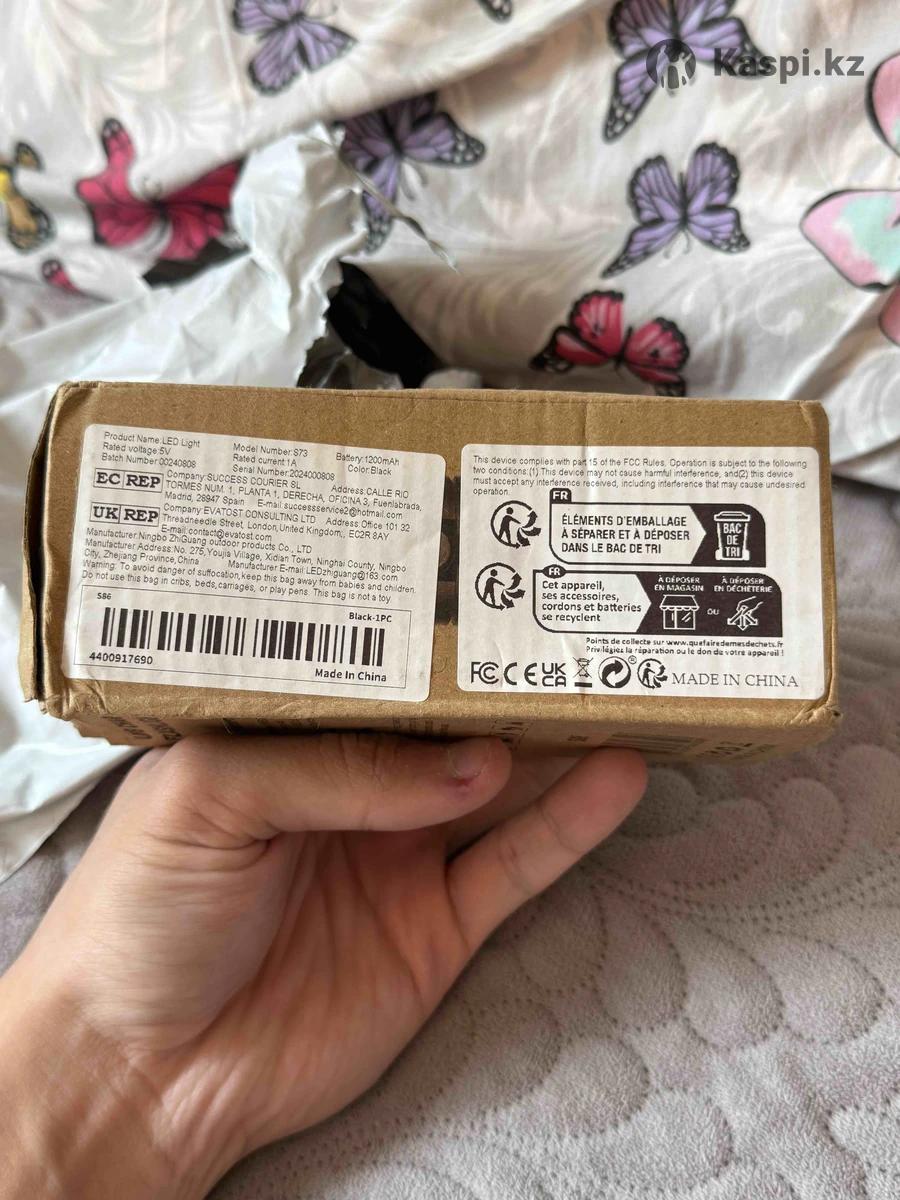 Kaspi.kz
Product Name:LED Light Model Number:S73 Battery:1200mAh
Rated voltage:5V Rated current:1A Color:Black
Batch Number:00240808 Serial Number:2024000808
EC REP Company:SUCCESS COURIER SL Address:CALLE RIO
TORMES NUM. 1, PLANTA 1, DERECHA, OFICINA 3, Fuenlabrada,
Madrid, 28947 Spain E-mail:successservice2@hotmail.com
UK REP Company:EVATOST CONSULTING LTD Address:Office 101 32
Threadneedle Street, London,United Kingdom,, EC2R 8AY
E-mail:contact@evatost.com
Manufacturer:Ningbo ZhiGuang outdoor products Co., LTD
Manufacturer Address:No. 275,Youjia Village, Xidian Town, Ninghai County, Ningbo
City, Zhejiang Province,China Manufacturer E-mail:LEDzhiguang@163.com
Warning: To avoid danger of suffocation,keep this bag away from babies and children.
Do not use this bag in cribs, beds,carriages, or play pens. This bag is not a toy
S86
Black-1PC
4400917690
Made In China
This device complies with part 15 of the FCC Rules. Operation is subject to the following
two conditions:(1) This device may not cause harmful interference, and(2) this device
must accept any interference received, including interference that may cause undesired
operation.
FR
ÉLÉMENTS D'EMBALLAGE
À SÉPARER ET À DÉPOSER
DANS LE BAC DE TRI
BAC
DE
TRI
FR
Cet appareil,
ses accessoires,
cordons et batteries
se recyclent
À DÉPOSER
EN MAGASIN
OU
À DÉPOSER
EN DÉCHÈTERIE
Points de collecte sur www.quefairedemesdechets.fr
Privilégiez la réparation ou le don de votre appareil !
FC CE UK
CA
MADE IN CHINA